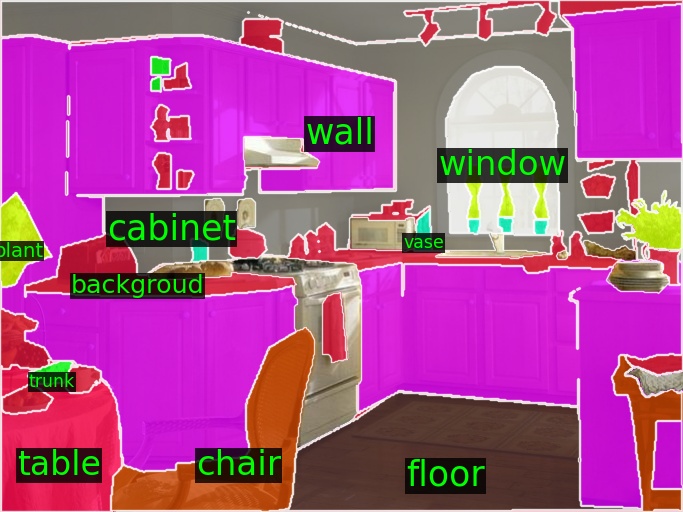 wall
window
cabinet
vase
plant
backgroud
trunk
table
chair
floor